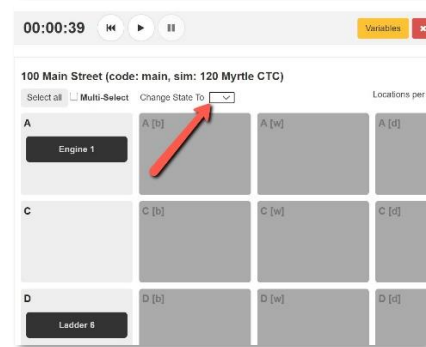 00:00:39 Variables
100 Main Street (code: main, sim: 120 Myrtle CTC)
Select all Multi-Select Change State To Locations per
A A [b] A [w] A [d]
Engine 1
C C [b] C [w] C [d]
D D [b] D [w] D [d]
Ladder 6